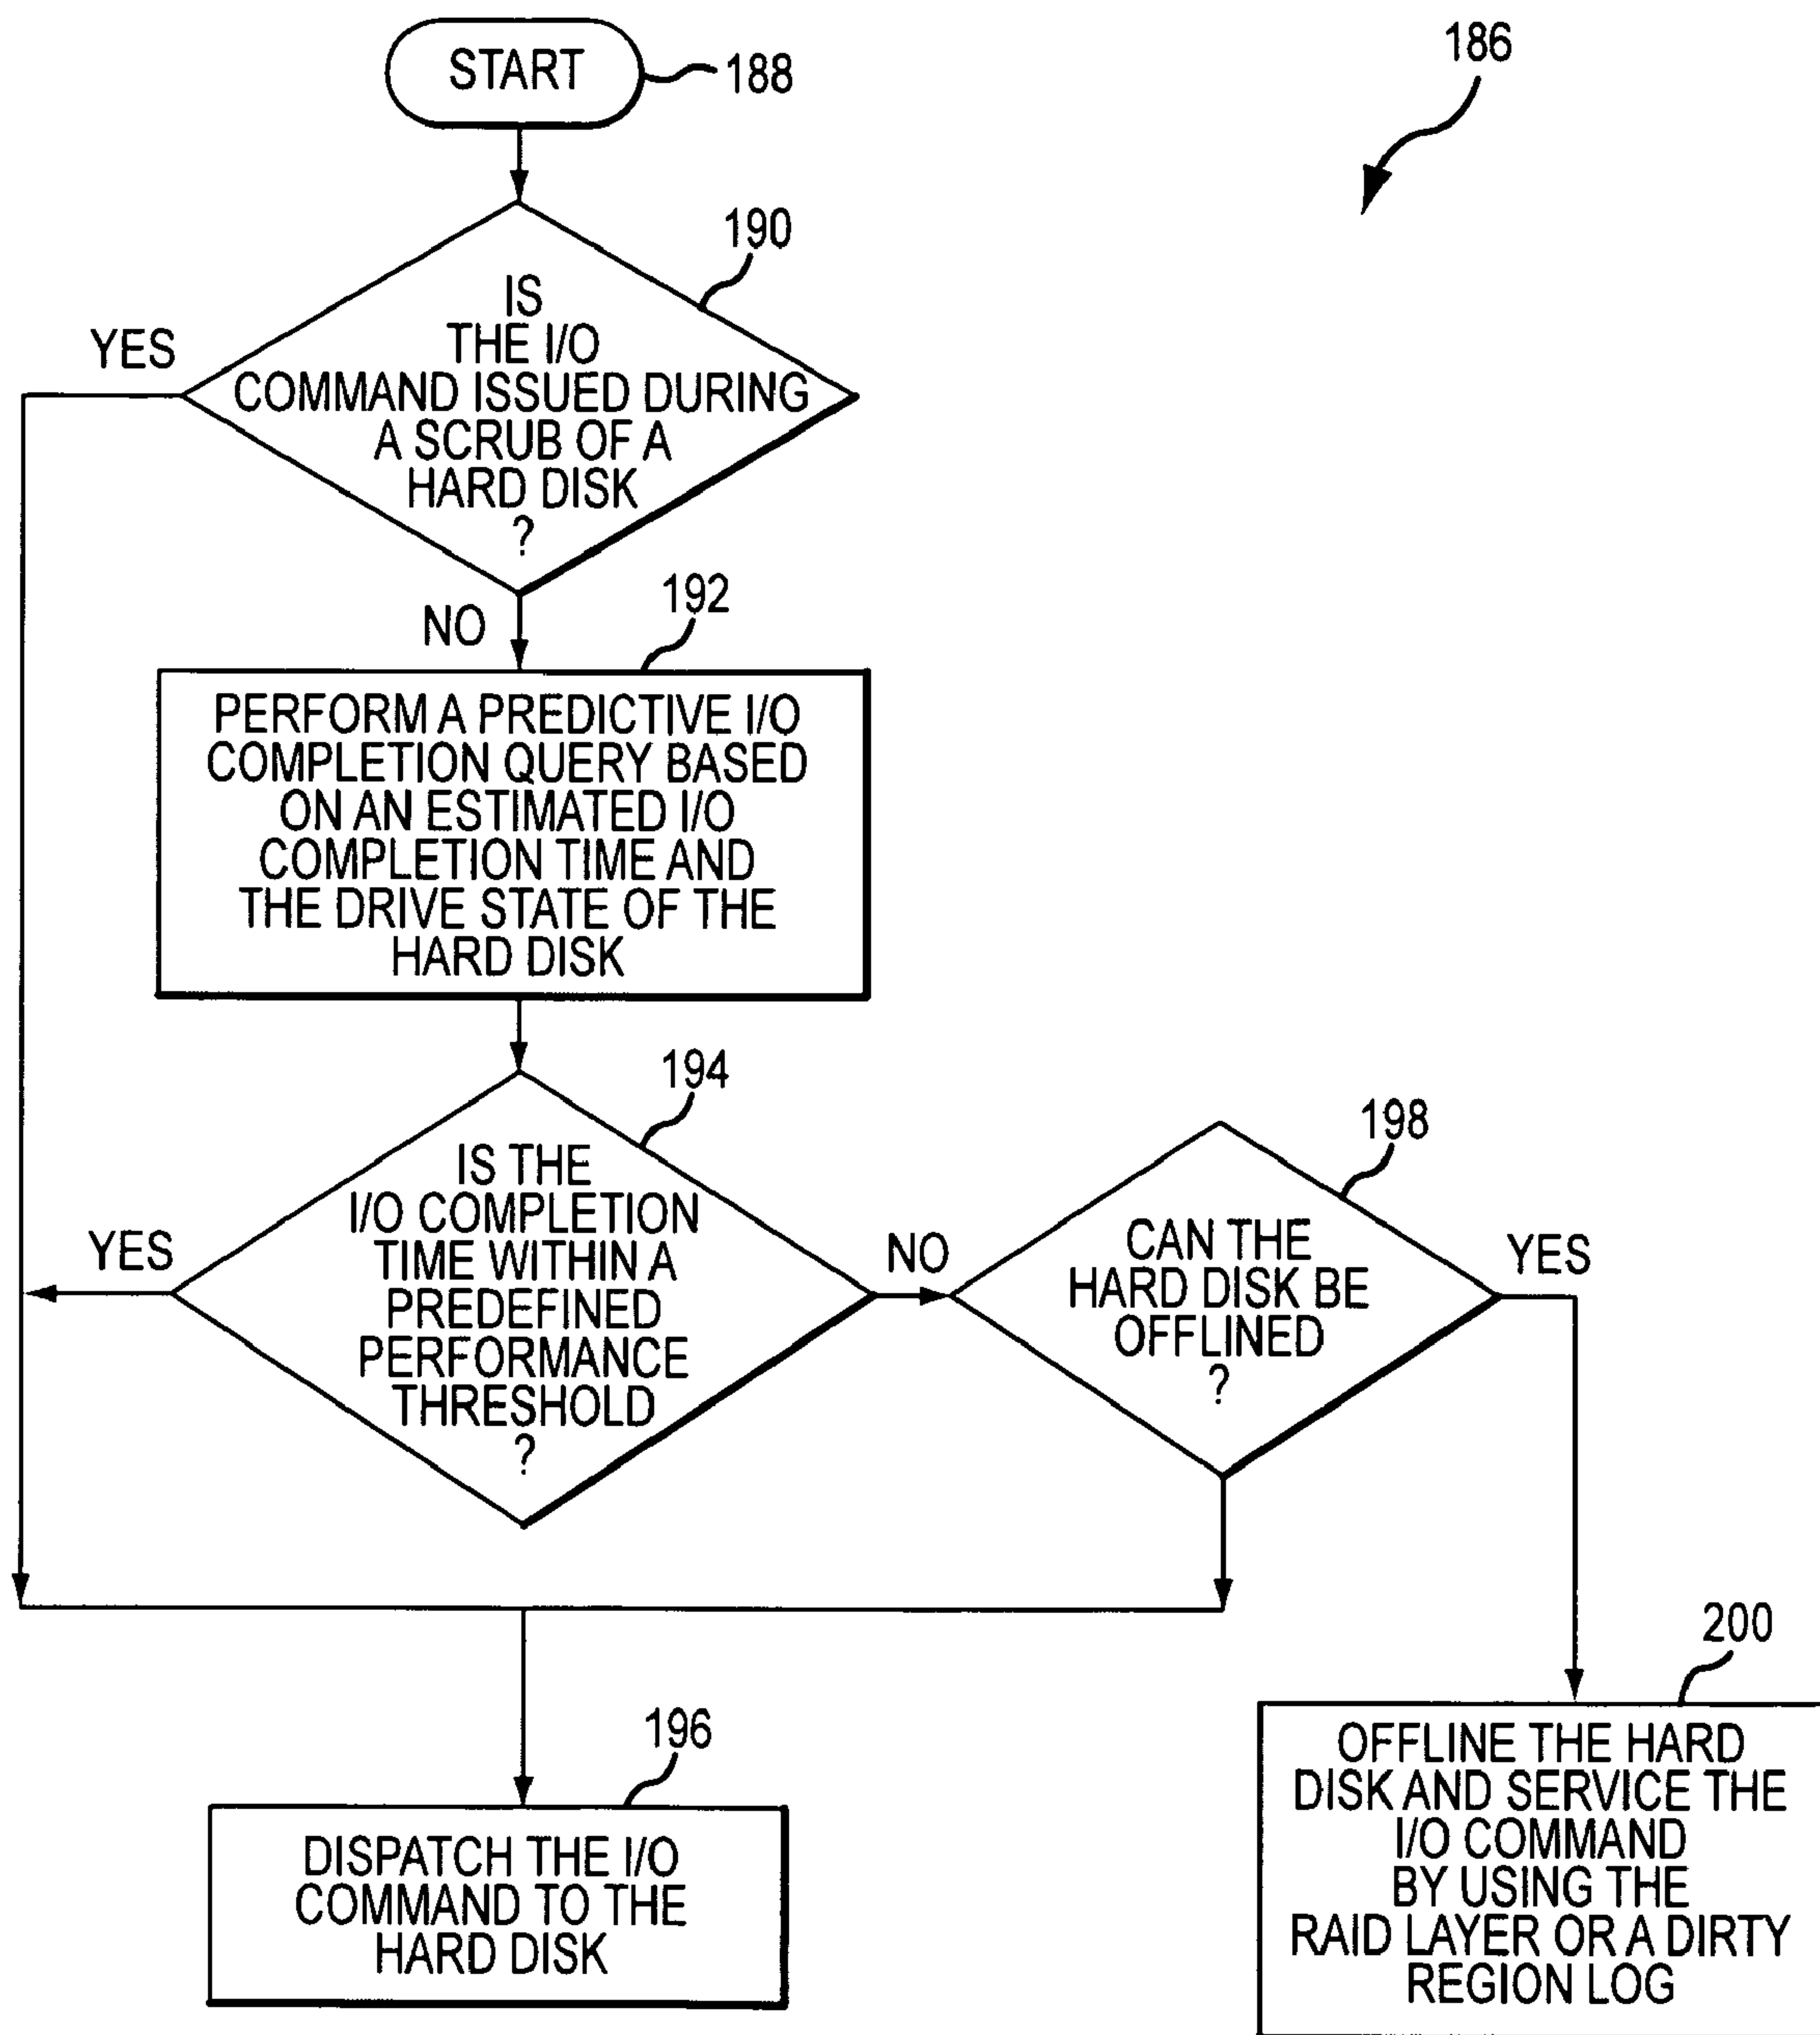 START
188
186
190
IS
THE I/O
COMMAND ISSUED DURING
A SCRUB OF A
HARD DISK
?
YES
NO
192
PERFORM A PREDICTIVE I/O
COMPLETION QUERY BASED
ON AN ESTIMATED I/O
COMPLETION TIME AND
THE DRIVE STATE OF THE
HARD DISK
194
IS THE
I/O COMPLETION
TIME WITHIN A
PREDEFINED
PERFORMANCE
THRESHOLD
?
YES
NO
198
CAN THE
HARD DISK BE
OFFLINED
?
YES
196
DISPATCH THE I/O
COMMAND TO THE
HARD DISK
200
OFFLINE THE HARD
DISK AND SERVICE THE
I/O COMMAND
BY USING THE
RAID LAYER OR A DIRTY
REGION LOG